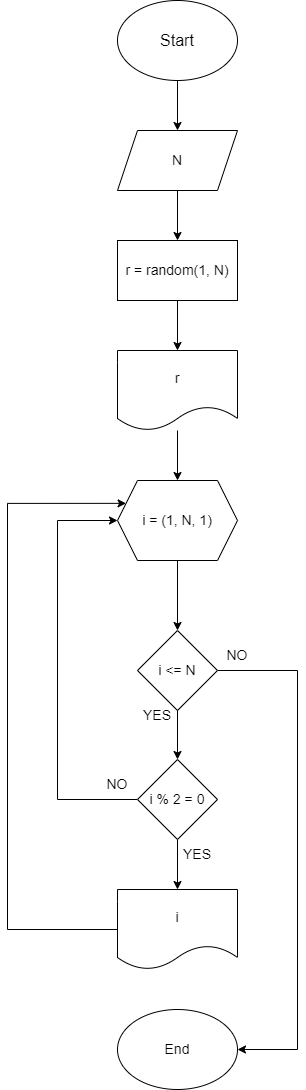 Start
N
r = random(1, N)
r
i = (1, N, 1)
i <= N
NO
YES
i % 2 = 0
NO
YES
i
End